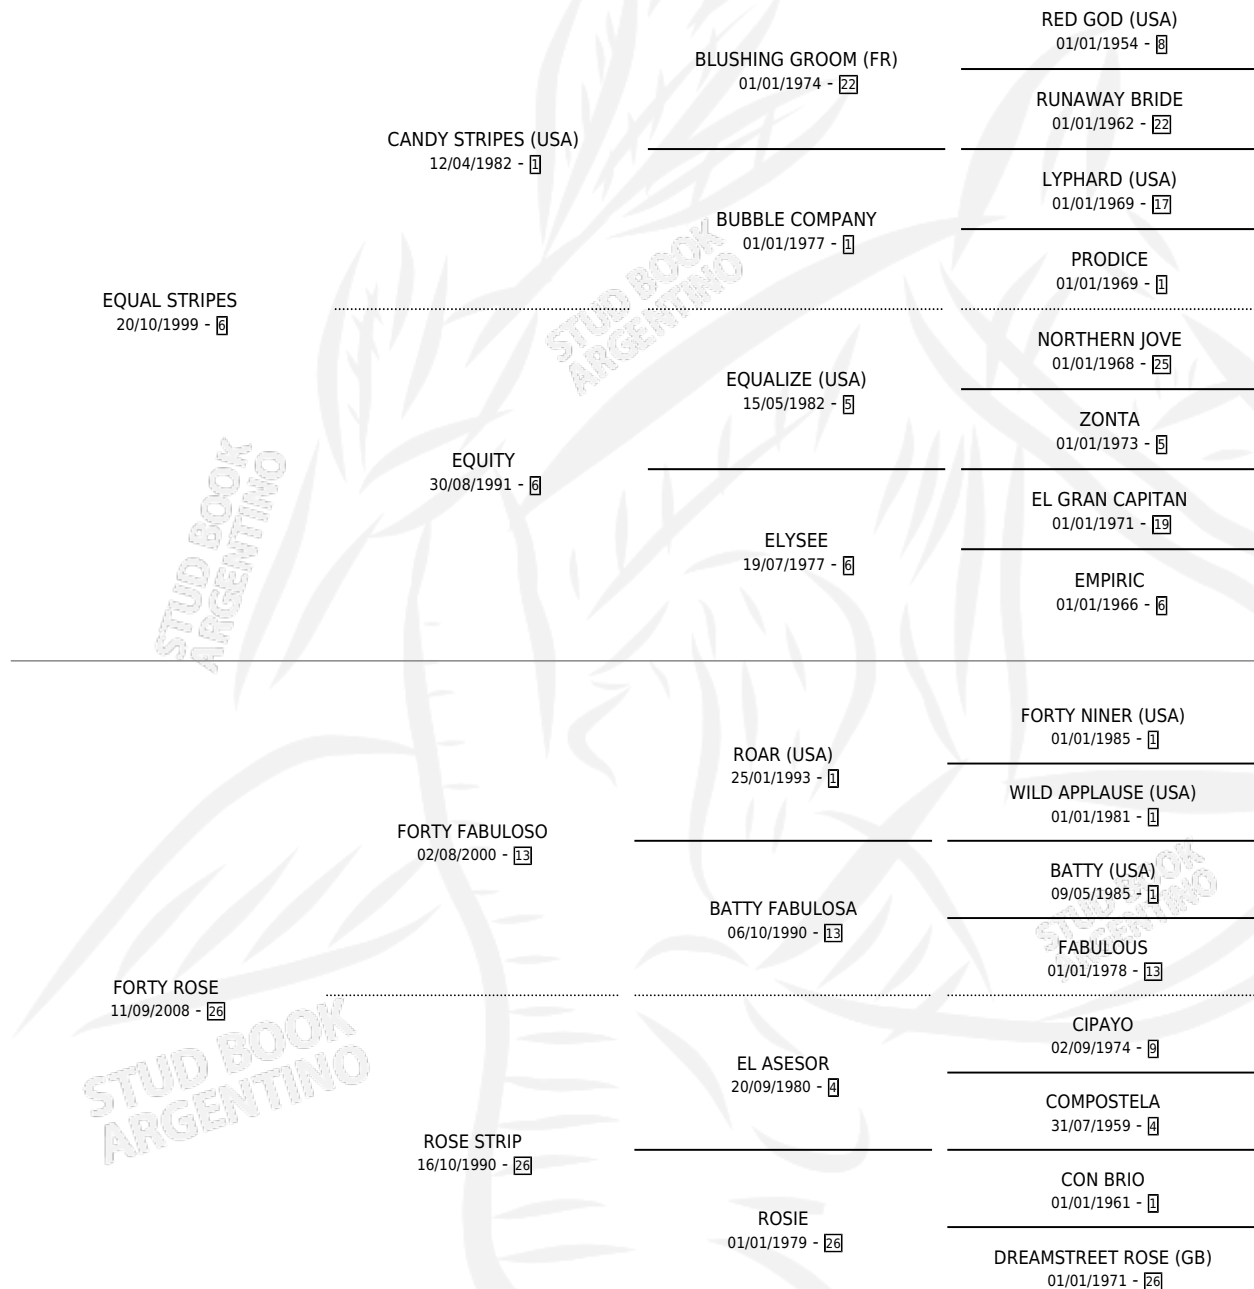 RED GOD (USA)
01/01/1954 - 8
BLUSHING GROOM (FR)
01/01/1974 - 22
RUNAWAY BRIDE
01/01/1962 - 22
CANDY STRIPES (USA)
12/04/1982 - 1
LYPHARD (USA)
01/01/1969 - 17
BUBBLE COMPANY
01/01/1977 - 1
PRODICE
01/01/1969 - 1
EQUAL STRIPES
20/10/1999 - 6
STUD BOOK
ARGENTINO
NORTHERN JOVE
01/01/1968 - 25
EQUALIZE (USA)
15/05/1982 - 5
ZONTA
01/01/1973 - 5
EQUITY
30/08/1991 - 6
EL GRAN CAPITAN
01/01/1971 - 19
ELYSEE
19/07/1977 - 6
EMPIRIC
01/01/1966 - 6
STUD BOOK
ARGENTINO
FORTY NINER (USA)
01/01/1985 - 1
ROAR (USA)
25/01/1993 - 1
WILD APPLAUSE (USA)
01/01/1981 - 1
FORTY FABULOSO
02/08/2000 - 13
BATTY (USA)
09/05/1985 - 1
BATTY FABULOSA
06/10/1990 - 13
FABULOUS
01/01/1978 - 13
STUD BOOK
ARGENTINO
FORTY ROSE
11/09/2008 - 26
CIPAYO
02/09/1974 - 9
EL ASESOR
20/09/1980 - 4
COMPOSTELA
31/07/1959 - 4
STUD BOOK
ARGENTINO
ROSE STRIP
16/10/1990 - 26
CON BRIO
01/01/1961 - 1
ROSIE
01/01/1979 - 26
DREAMSTREET ROSE (GB)
01/01/1971 - 26